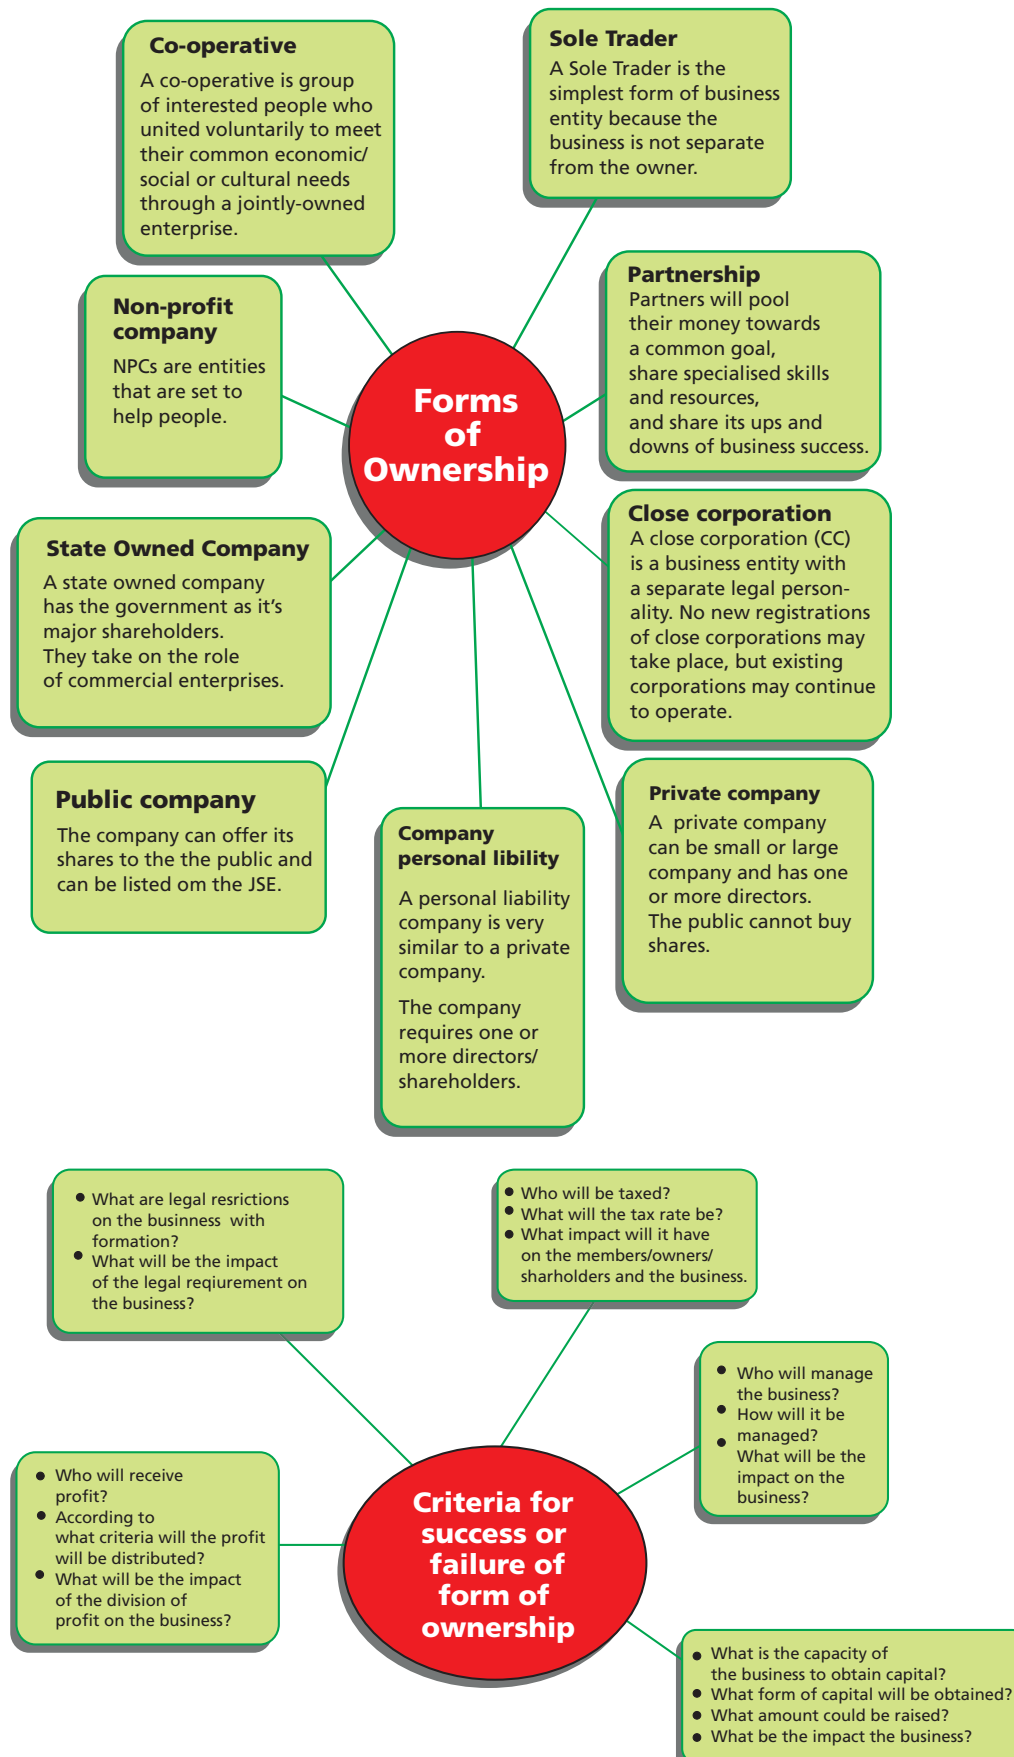 Co-operative
A co-operative is group
of interested people who
united voluntarily to meet
their common economic/
social or cultural needs
through a jointly-owned
enterprise.
Sole Trader
A Sole Trader is the
simplest form of business
entity because the
business is not separate
from the owner.
Non-profit
company
NPCs are entities
that are set to
help people.
Forms
of
Ownership
Partnership
Partners will pool
their money towards
a common goal,
share specialised skills
and resources,
and share its ups and
downs of business success.
State Owned Company
A state owned company
has the government as it’s
major shareholders.
They take on the role
of commercial enterprises.
Close corporation
A close corporation (CC)
is a business entity with
a separate legal person-
ality. No new registrations
of close corporations may
take place, but existing
corporations may continue
to operate.
Public company
The company can offer its
shares to the the public and
can be listed om the JSE.
Company
personal libility
A personal liability
company is very
similar to a private
company.
The company
requires one or
more directors/
shareholders.
Private company
A private company
can be small or large
company and has one
or more directors.
The public cannot buy
shares.
• What are legal resrictions
on the businness with
formation?
• What will be the impact
of the legal reqiurement on
the business?
• Who will be taxed?
• What will the tax rate be?
• What impact will it have
on the members/owners/
sharholders and the business.
• Who will manage
the business?
• How will it be
managed?
• What will be the
impact on the
business?
• Who will receive
profit?
• According to
what criteria will the profit
will be distributed?
• What will be the impact
of the division of
profit on the business?
Criteria for
success or
failure of
form of
ownership
• What is the capacity of
the business to obtain capital?
• What form of capital will be obtained?
• What amount could be raised?
• What be the impact the business?